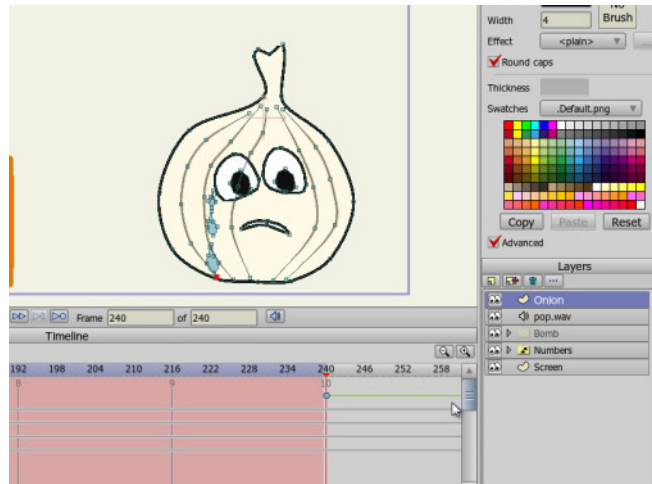 No
Brush
Width 4
Effect <plain> ...
Round caps
Thickness
Swatches .Default.png
Copy Paste Reset
Advanced
Layers
Onion
pop.wav
Bomb
Numbers
Screen
Frame 240 of 240
Timeline
192 198 204 210 216 222 228 234 240 246 252 258
8 9 10